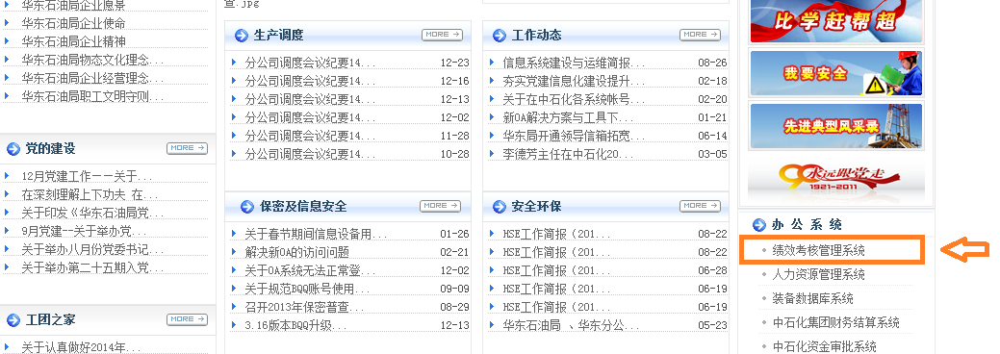 华东石油局企业愿景
华东石油局企业使命
华东石油局企业精神
华东石油局物态文化理念...
华东石油局企业经营理念...
华东石油局职工文明守则...
党的建设 MORE
12月党建工作——关于...
在深刻理解上下功夫 在...
关于印发《华东石油局党...
9月党建--关于举办党...
关于举办八月份党委书记...
关于举办第二十五期入党...
工团之家 MORE
关于认真做好2014年...
查.jpg
生产调度 MORE
分公司调度会议纪要14... 12-23
分公司调度会议纪要14... 12-16
分公司调度会议纪要14... 12-13
分公司调度会议纪要14... 12-02
分公司调度会议纪要14... 11-28
分公司调度会议纪要14... 10-28
保密及信息安全 MORE
关于春节期间信息设备用... 01-26
解决新OA的访问问题 02-21
关于OA系统无法正常登... 06-28
关于规范BQQ账号使用... 09-09
召开2013年保密普查... 08-29
3.16版本BQQ升级... 12-13
工作动态 MORE
信息系统建设与运维简报... 08-26
夯实党建信息化建设提升... 02-18
关于在中石化各系统帐号... 02-20
新OA解决方案与工具下... 01-21
华东局开通领导信箱拓宽... 06-14
李德芳主任在中石化20... 03-05
安全环保 MORE
HSE工作简报（201... 08-22
HSE工作简报（201... 08-22
HSE工作简报（201... 06-28
HSE工作简报（201... 06-19
HSE工作简报（201... 06-19
华东石油局 、华东分公... 05-23
比学赶帮超
我要安全
先进典型风采录
90 永远跟党走
1921-2011
办公系统
绩效考核管理系统
人力资源管理系统
装备数据库系统
中石化集团财务结算系统
中石化资金审批系统